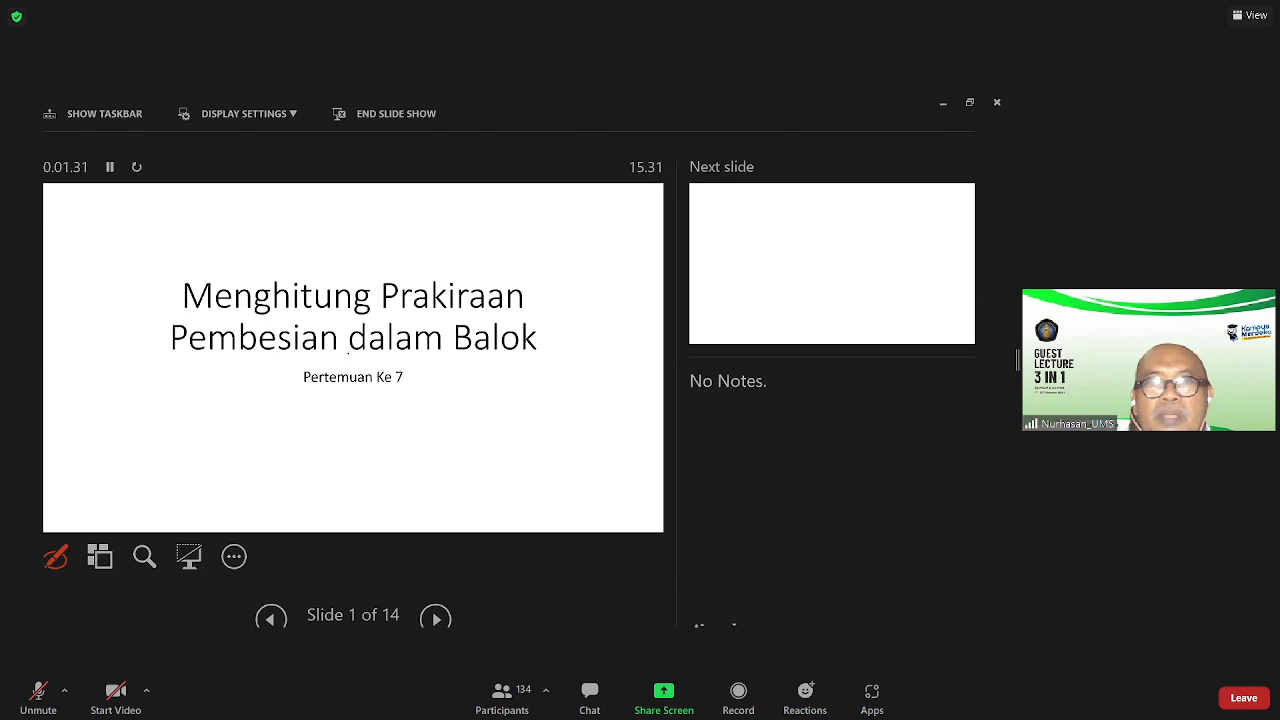 View
SHOW TASKBAR
DISPLAY SETTINGS ▼
END SLIDE SHOW
0.01.31
15.31
Next slide
Menghitung Prakiraan
Pembesian dalam Balok
Pertemuan Ke 7
No Notes.
Kampus
Merdeka
GUEST
LECTURE
3 IN 1
Nurhasan_UMS
Slide 1 of 14
Unmute
Start Video
134
Participants
Chat
Share Screen
Record
Reactions
Apps
Leave